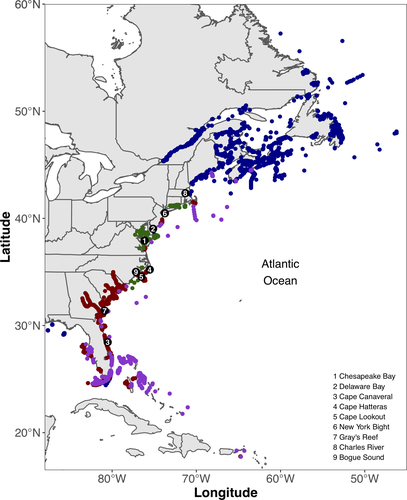 60°N
50°N
40°N
30°N
20°N
Latitude
8
6
2
1
9
4
5
7
3
Atlantic
Ocean
1 Chesapeake Bay
2 Delaware Bay
3 Cape Canaveral
4 Cape Hatteras
5 Cape Lookout
6 New York Bight
7 Gray's Reef
8 Charles River
9 Bogue Sound
80°W 70°W 60°W 50°W
Longitude